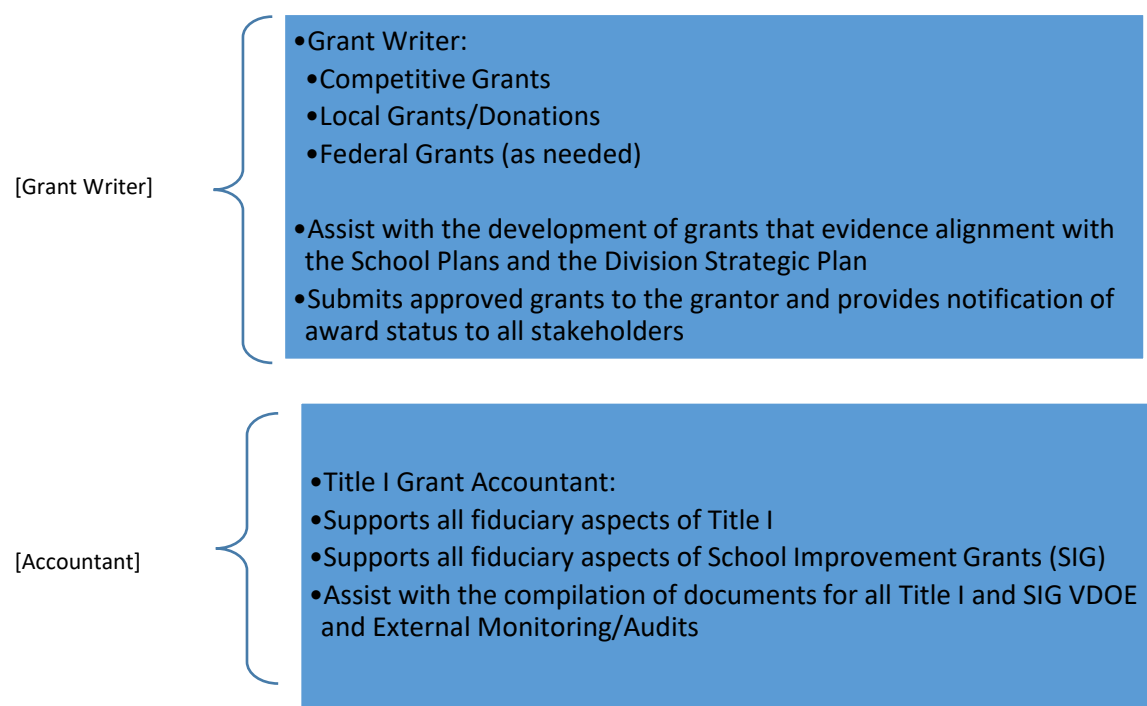 •Grant Writer:
•Competitive Grants
•Local Grants/Donations
•Federal Grants (as needed)
[Grant Writer]
•Assist with the development of grants that evidence alignment with
the School Plans and the Division Strategic Plan
•Submits approved grants to the grantor and provides notification of
award status to all stakeholders
•Title I Grant Accountant:
•Supports all fiduciary aspects of Title I
•Supports all fiduciary aspects of School Improvement Grants (SIG)
[Accountant]
•Assist with the compilation of documents for all Title I and SIG VDOE
and External Monitoring/Audits